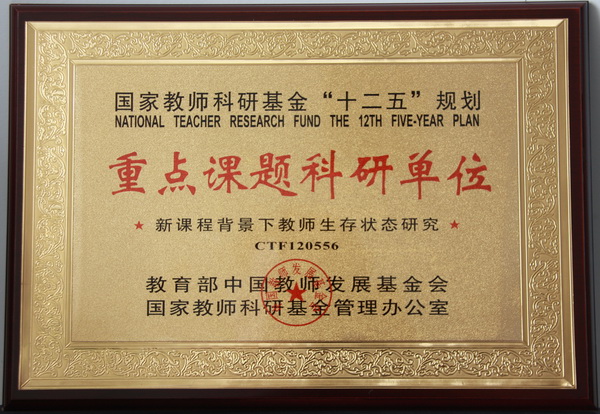 国家教师科研基金“十二五”规划
NATIONAL TEACHER RESEARCH FUND THE 12TH FIVE-YEAR PLAN
重点课题科研单位
★ 新课程背景下教师生存状态研究 ★
CTF120556
教育部中国教师发展基金会
国家教师科研基金管理办公室